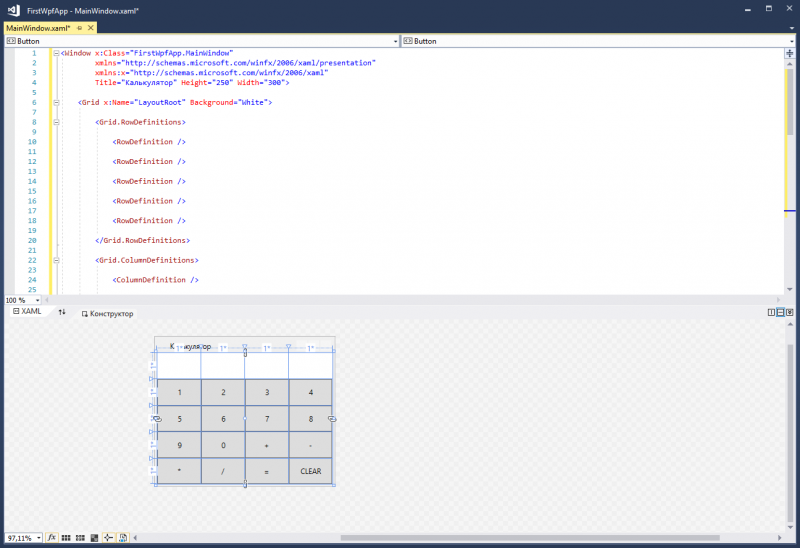 FirstWpfApp - MainWindow.xaml*
MainWindow.xaml*
Button
Button
1 <Window x:Class="FirstWpfApp.MainWindow"
2 xmlns="http://schemas.microsoft.com/winfx/2006/xaml/presentation"
3 xmlns:x="http://schemas.microsoft.com/winfx/2006/xaml"
4 Title="Калькулятор" Height="250" Width="300">
5
6 <Grid x:Name="LayoutRoot" Background="White">
7
8 <Grid.RowDefinitions>
9
10 <RowDefinition />
11
12 <RowDefinition />
13
14 <RowDefinition />
15
16 <RowDefinition />
17
18 <RowDefinition />
19
20 </Grid.RowDefinitions>
21
22 <Grid.ColumnDefinitions>
23
24 <ColumnDefinition />
25
100 %
XAML
Конструктор
1* 1* 1* 1*
1 2 3 4
5 6 7 8
9 0 + -
* / = CLEAR
97,11%
fx